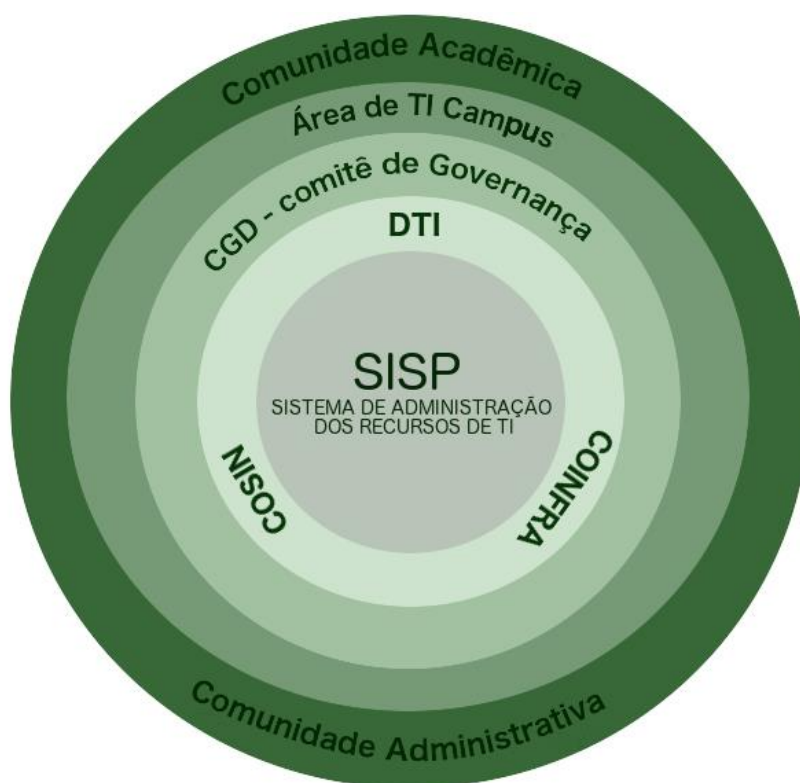 Comunidade Acadêmica
Área de TI Campus
CGD - comitê de Governança
DTI
SISP
SISTEMA DE ADMINISTRAÇÃO
DOS RECURSOS DE TI
COSIN
COINFRA
Comunidade Administrativa